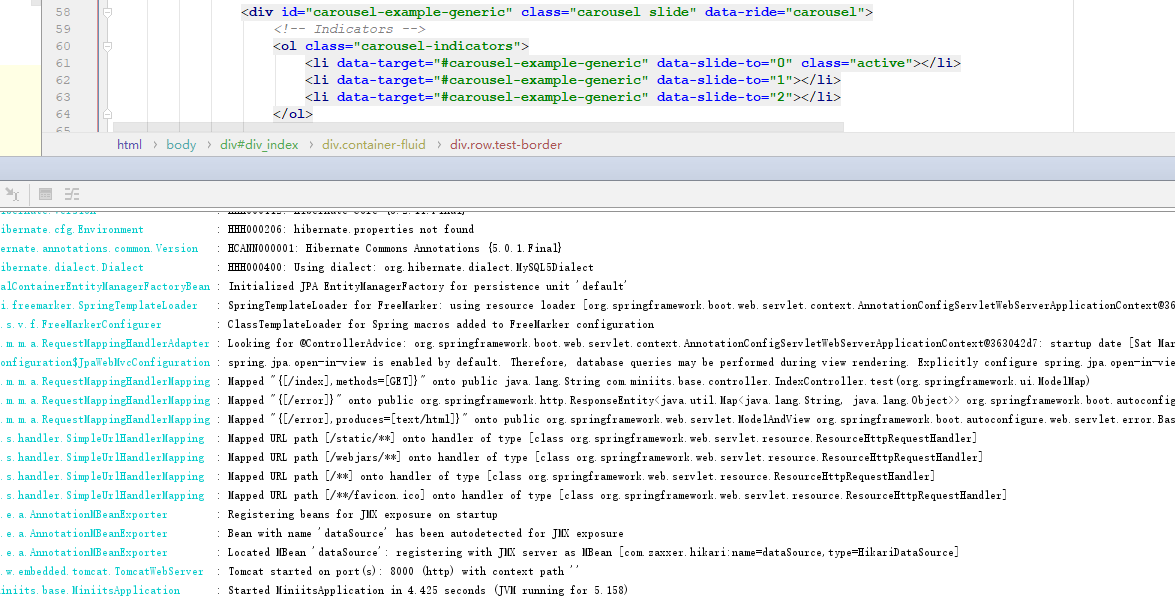 58 <div id="carousel-example-generic" class="carousel slide" data-ride="carousel">
59 <!-- Indicators -->
60 <ol class="carousel-indicators">
61 <li data-target="#carousel-example-generic" data-slide-to="0" class="active"></li>
62 <li data-target="#carousel-example-generic" data-slide-to="1"></li>
63 <li data-target="#carousel-example-generic" data-slide-to="2"></li>
64 </ol>
65
html › body › div#div_index › div.container-fluid › div.row.test-border
ibernate.Version : HHH000412: Hibernate Core {5.2.17.Final}
ibernate.cfg.Environment : HHH000206: hibernate.properties not found
ernate.annotations.common.Version : HCANN000001: Hibernate Commons Annotations {5.0.1.Final}
ibernate.dialect.Dialect : HHH000400: Using dialect: org.hibernate.dialect.MySQL5Dialect
alContainerEntityManagerFactoryBean : Initialized JPA EntityManagerFactory for persistence unit 'default'
i.freemarker.SpringTemplateLoader : SpringTemplateLoader for FreeMarker: using resource loader [org.springframework.boot.web.servlet.context.AnnotationConfigServletWebServerApplicationContext@36
.s.v.f.FreeMarkerConfigurer : ClassTemplateLoader for Spring macros added to FreeMarker configuration
.m.m.a.RequestMappingHandlerAdapter : Looking for @ControllerAdvice: org.springframework.boot.web.servlet.context.AnnotationConfigServletWebServerApplicationContext@363042d7: startup date [Sat Mar
onfiguration$JpaWebMvcConfiguration : spring.jpa.open-in-view is enabled by default. Therefore, database queries may be performed during view rendering. Explicitly configure spring.jpa.open-in-vie
.m.m.a.RequestMappingHandlerMapping : Mapped "{[/index],methods=[GET]}" onto public java.lang.String com.miniits.base.controller.IndexController.test(org.springframework.ui.ModelMap)
.m.m.a.RequestMappingHandlerMapping : Mapped "{[/error]}" onto public org.springframework.http.ResponseEntity<java.util.Map<java.lang.String, java.lang.Object>> org.springframework.boot.autoconfig
.m.m.a.RequestMappingHandlerMapping : Mapped "{[/error],produces=[text/html]}" onto public org.springframework.web.servlet.ModelAndView org.springframework.boot.autoconfigure.web.servlet.error.Bas
.s.handler.SimpleUrlHandlerMapping : Mapped URL path [/static/**] onto handler of type [class org.springframework.web.servlet.resource.ResourceHttpRequestHandler]
.s.handler.SimpleUrlHandlerMapping : Mapped URL path [/webjars/**] onto handler of type [class org.springframework.web.servlet.resource.ResourceHttpRequestHandler]
.s.handler.SimpleUrlHandlerMapping : Mapped URL path [/**] onto handler of type [class org.springframework.web.servlet.resource.ResourceHttpRequestHandler]
.s.handler.SimpleUrlHandlerMapping : Mapped URL path [/**/favicon.ico] onto handler of type [class org.springframework.web.servlet.resource.ResourceHttpRequestHandler]
.e.a.AnnotationMBeanExporter : Registering beans for JMX exposure on startup
.e.a.AnnotationMBeanExporter : Bean with name 'dataSource' has been autodetected for JMX exposure
.e.a.AnnotationMBeanExporter : Located MBean 'dataSource': registering with JMX server as MBean [com.zaxxer.hikari:name=dataSource,type=HikariDataSource]
.w.embedded.tomcat.TomcatWebServer : Tomcat started on port(s): 8000 (http) with context path ''
iniits.base.MiniitsApplication : Started MiniitsApplication in 4.425 seconds (JVM running for 5.158)